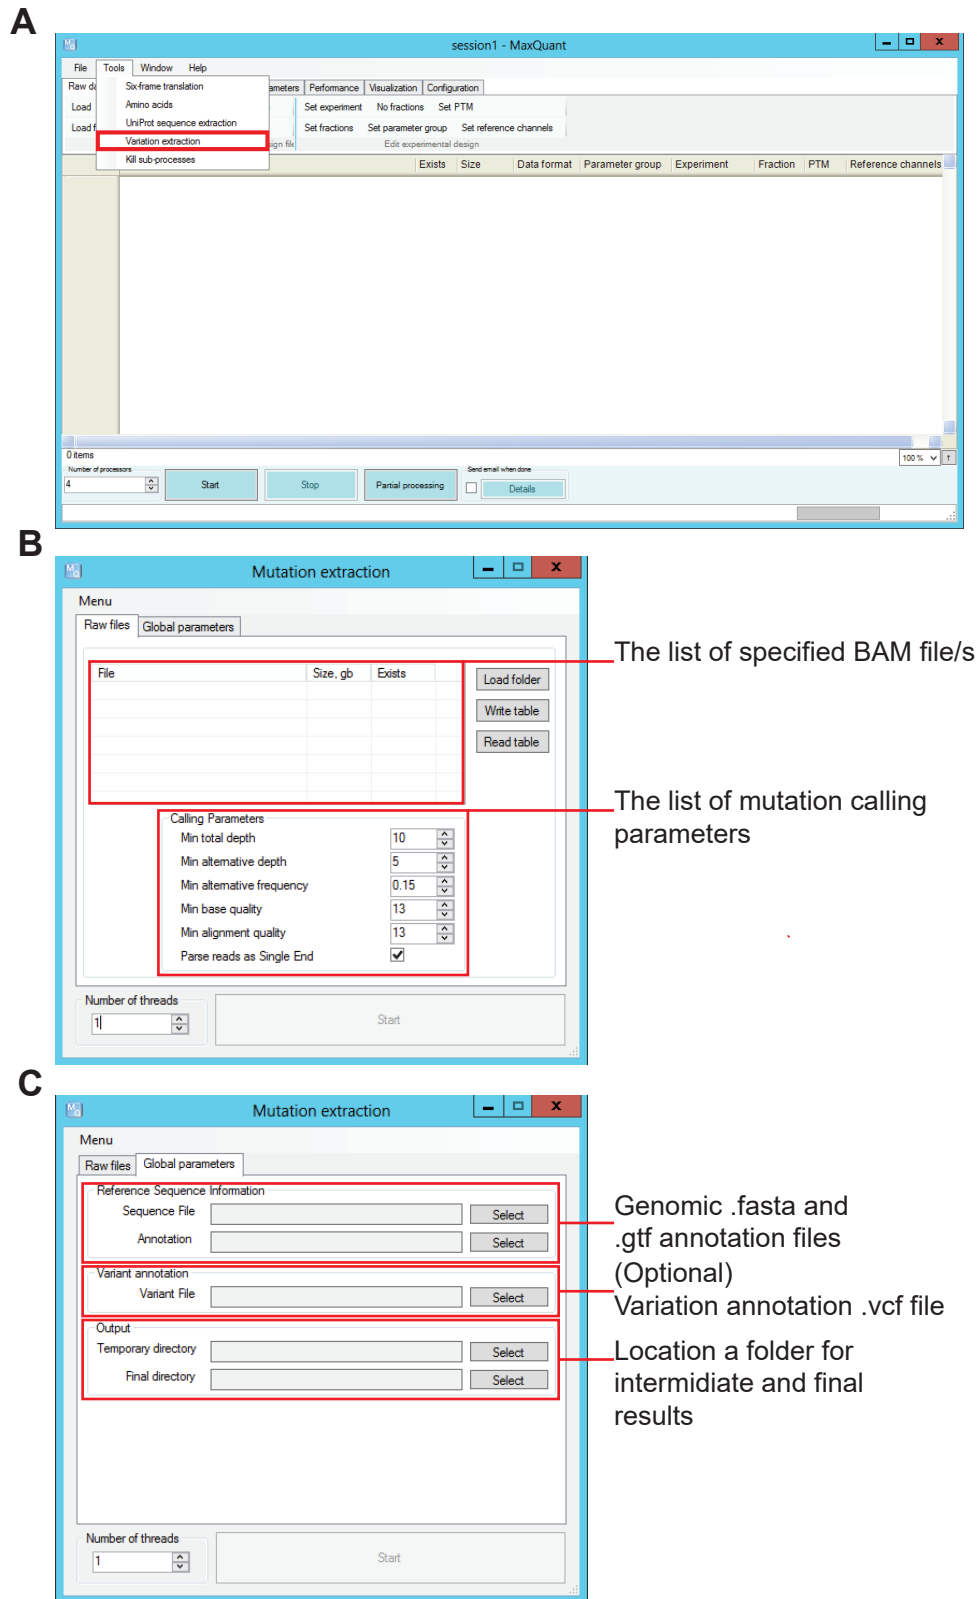 A
session1 - MaxQuant
File Tools Window Help
Raw da Six-frame translation ameters Performance Visualization Configuration
Load Amino acids Set experiment No fractions Set PTM
Load f UniProt sequence extraction Set fractions Set parameter group Set reference channels
Variation extraction ign file Edit experimental design
Kill sub-processes
Exists Size Data format Parameter group Experiment Fraction PTM Reference channels
0 items
100 %
Number of processors Send email when done
4 Start Stop Partial processing Details
B
Mutation extraction
Menu
Raw files Global parameters
The list of specified BAM file/s
File Size, gb Exists Load folder
Write table
Read table
The list of mutation calling
parameters
Calling Parameters
Min total depth 10
Min alternative depth 5
Min alternative frequency 0.15
Min base quality 13
Min alignment quality 13
Parse reads as Single End
Number of threads
1 Start
C
Mutation extraction
Menu
Raw files Global parameters
Reference Sequence Information
Sequence File Select
Annotation Select
Genomic .fasta and
.gtf annotation files
(Optional)
Variation annotation .vcf file
Variant annotation
Variant File Select
Output
Temporary directory Select
Final directory Select
Location a folder for
intermidiate and final
results
Number of threads
1 Start